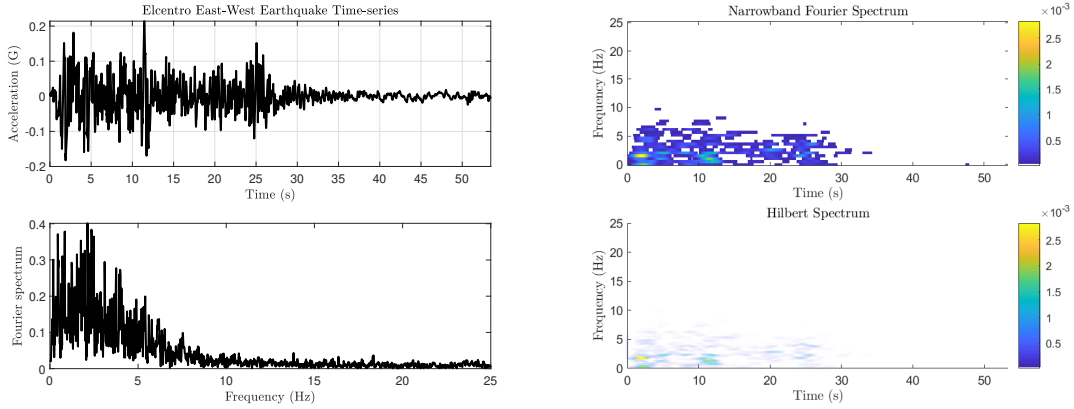 Elcentro East-West Earthquake Time-series
Acceleration (G)
0.2
0.1
0
-0.1
-0.2
0 5 10 15 20 25 30 35 40 45 50
Time (s)
Narrowband Fourier Spectrum
Frequency (Hz)
25
20
15
10
5
0
0 10 20 30 40 50
Time (s)
×10⁻³
2.5
2
1.5
1
0.5
Fourier spectrum
0.4
0.3
0.2
0.1
0
0 5 10 15 20 25
Frequency (Hz)
Hilbert Spectrum
Frequency (Hz)
25
20
15
10
5
0
0 10 20 30 40 50
Time (s)
×10⁻³
2.5
2
1.5
1
0.5